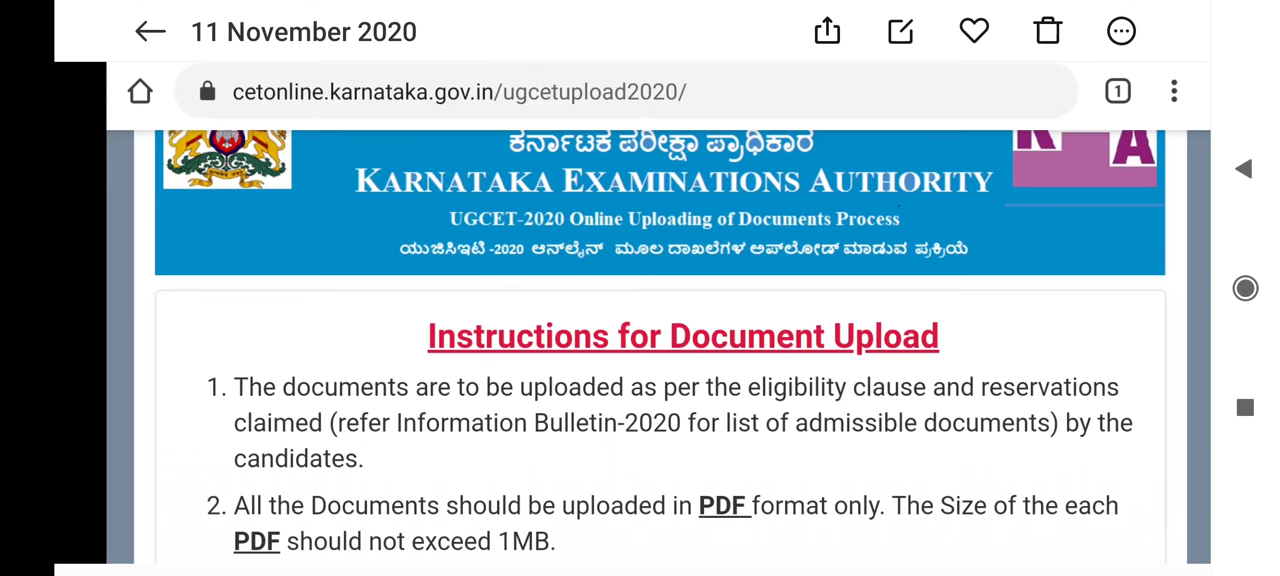 11 November 2020
cetonline.karnataka.gov.in/ugcetupload2020/
1
ಕರ್ನಾಟಕ ಪರೀಕ್ಷಾ ಪ್ರಾಧಿಕಾರ
K A
KARNATAKA EXAMINATIONS AUTHORITY
UGCET-2020 Online Uploading of Documents Process
ಯುಜಿಸಿಇಟಿ -2020 ಆನ್‌ಲೈನ್ ಮೂಲ ದಾಖಲೆಗಳ ಅಪ್‌ಲೋಡ್ ಮಾಡುವ ಪ್ರಕ್ರಿಯೆ
Instructions for Document Upload
1. The documents are to be uploaded as per the eligibility clause and reservations
claimed (refer Information Bulletin-2020 for list of admissible documents) by the
candidates.
2. All the Documents should be uploaded in PDF format only. The Size of the each
PDF should not exceed 1MB.